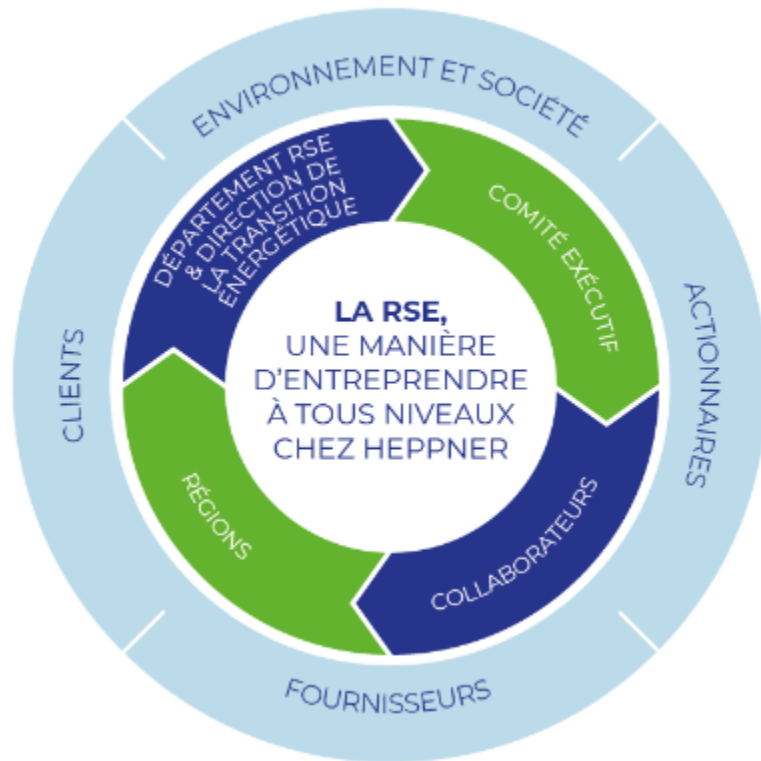 ENVIRONNEMENT ET SOCIÉTÉ
DÉPARTEMENT RSE
& DIRECTION DE
LA TRANSITION
ÉNERGÉTIQUE
COMITÉ EXÉCUTIF
LA RSE,
UNE MANIÈRE
D'ENTREPRENDRE
À TOUS NIVEAUX
CHEZ HEPPNER
CLIENTS
ACTIONNAIRES
RÉGIONS
COLLABORATEURS
FOURNISSEURS